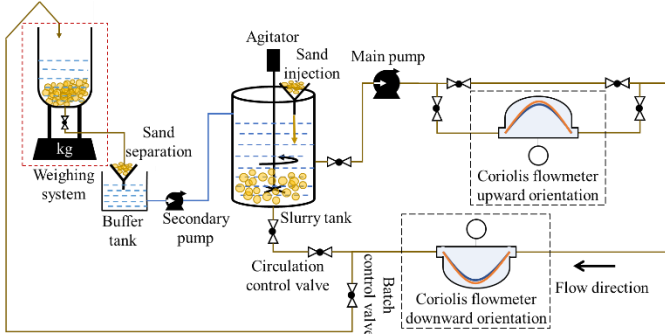 Agitator
Sand
injection
Main pump
kg
Weighing
system
Sand
separation
Buffer
tank
Secondary
pump
Slurry tank
Coriolis flowmeter
upward orientation
Circulation
control valve
Batch
control valve
Coriolis flowmeter
downward orientation
Flow direction